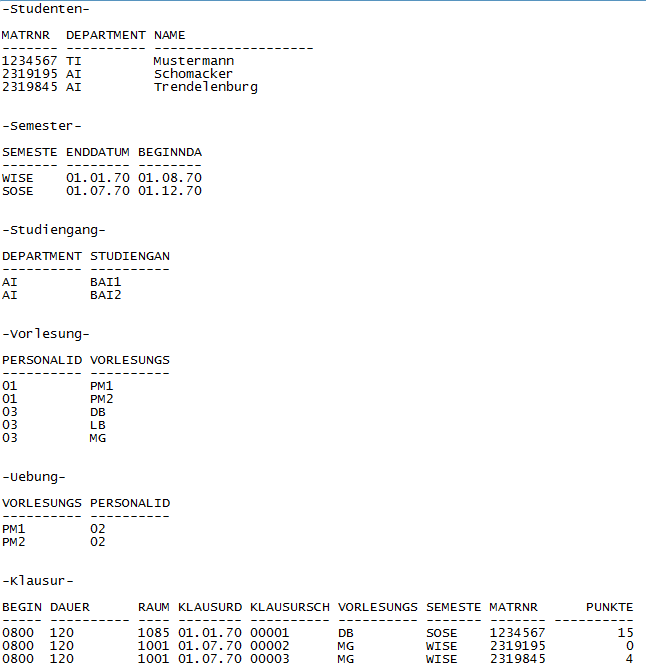 -Studenten-
MATRNR DEPARTMENT NAME
------- ---------- --------------------
1234567 TI Mustermann
2319195 AI Schomacker
2319845 AI Trendelenburg
-Semester-
SEMESTE ENDDATUM BEGINNDA
------- -------- --------
WISE 01.01.70 01.08.70
SOSE 01.07.70 01.12.70
-Studiengang-
DEPARTMENT STUDIENGAN
---------- ----------
AI BAI1
AI BAI2
-Vorlesung-
PERSONALID VORLESUNGS
---------- ----------
01 PM1
01 PM2
03 DB
03 LB
03 MG
-Uebung-
VORLESUNGS PERSONALID
---------- ----------
PM1 02
PM2 02
-Klausur-
BEGIN DAUER RAUM KLAUSURD KLAUSURSCH VORLESUNGS SEMESTE MATRNR PUNKTE
----- ---------- ---- -------- ---------- ---------- ------- ------- ----------
0800 120 1085 01.01.70 00001 DB SOSE 1234567 15
0800 120 1001 01.07.70 00002 MG WISE 2319195 0
0800 120 1001 01.07.70 00003 MG WISE 2319845 4